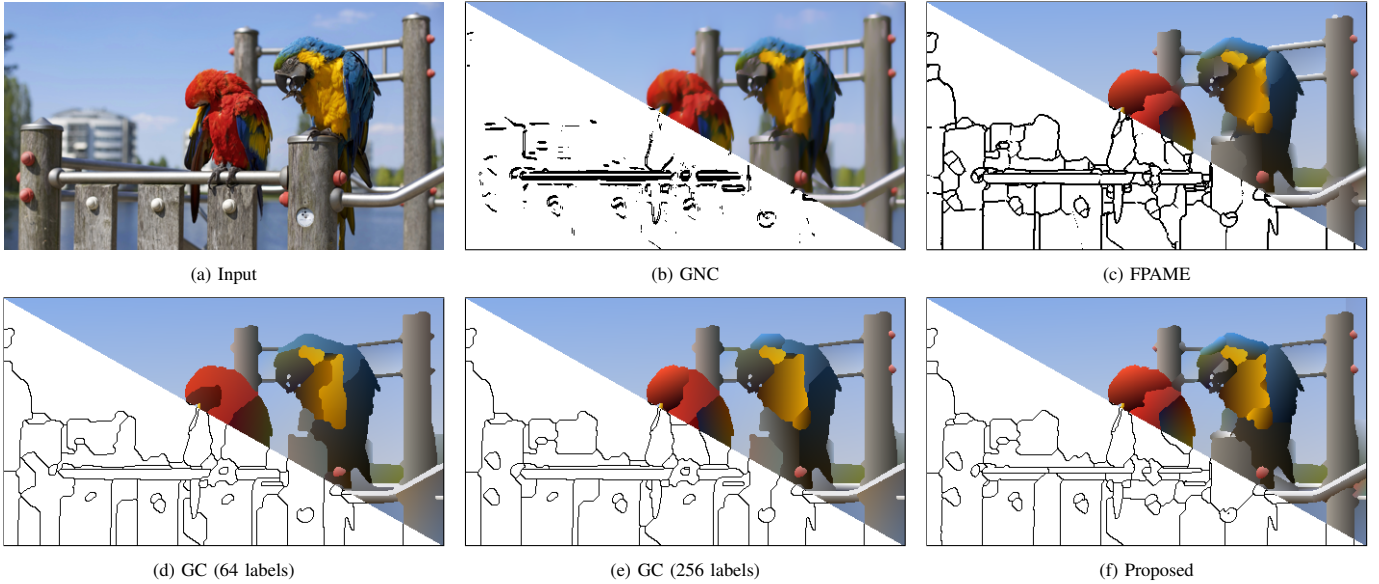 (a) Input
(b) GNC
(c) FPAME
(d) GC (64 labels)
(e) GC (256 labels)
(f) Proposed